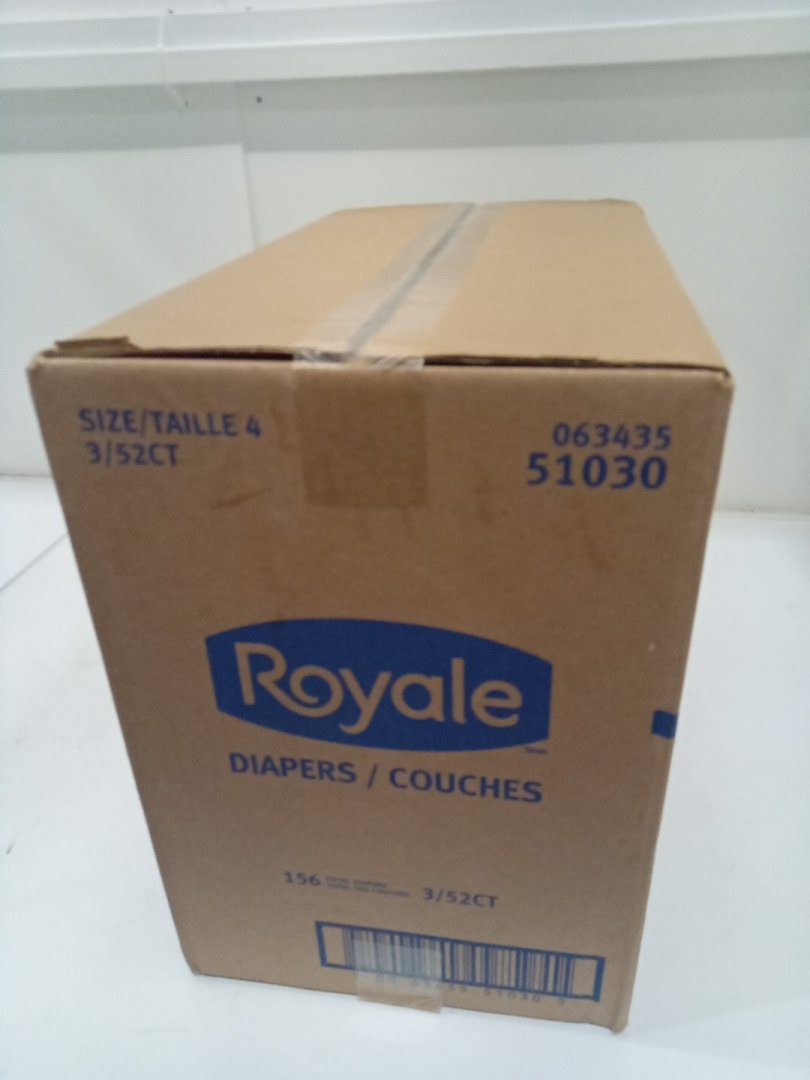 SIZE/TAILLE 4
3/52CT
063435
51030
Royale
DIAPERS / COUCHES
156
3/52CT